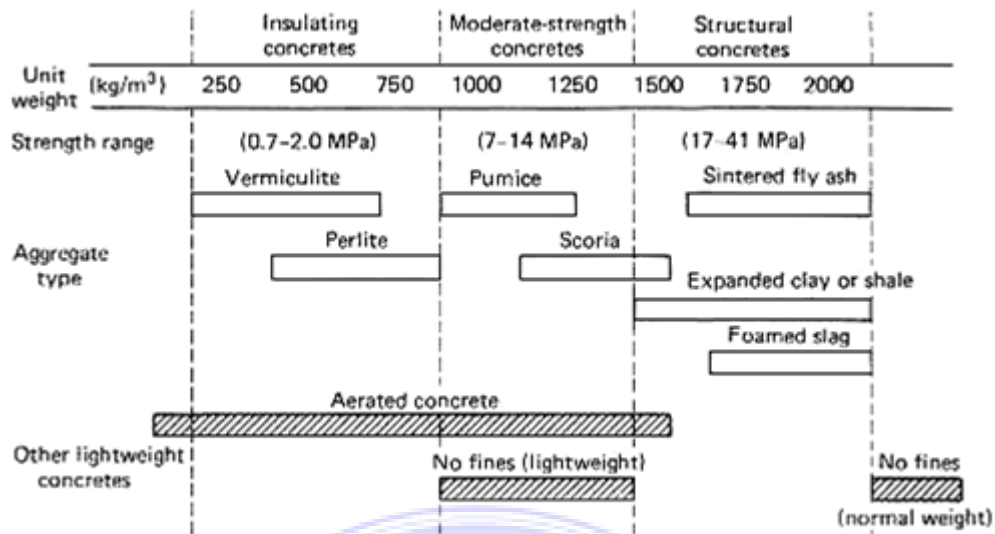 Insulating concretes
Moderate-strength concretes
Structural concretes
Unit weight (kg/m³) 250 500 750 1000 1250 1500 1750 2000
Strength range (0.7-2.0 MPa) (7-14 MPa) (17-41 MPa)
Vermiculite Pumice Sintered fly ash
Aggregate type
Perlite Scoria
Expanded clay or shale
Foamed slag
Aerated concrete
Other lightweight concretes
No fines (lightweight)
No fines (normal weight)